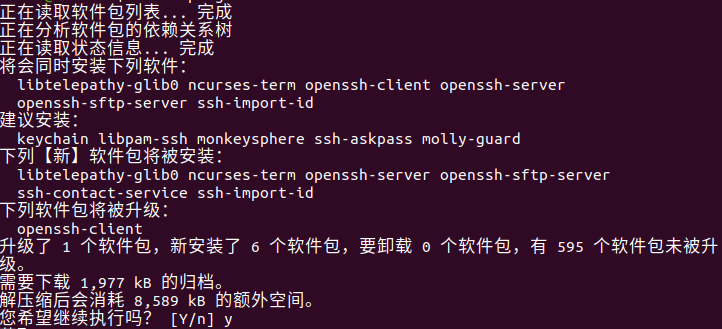 正在读取软件包列表... 完成
正在分析软件包的依赖关系树
正在读取状态信息... 完成
将会同时安装下列软件：
libtelepathy-glib0 ncurses-term openssh-client openssh-server
openssh-sftp-server ssh-import-id
建议安装：
keychain libpam-ssh monkeysphere ssh-askpass molly-guard
下列【新】软件包将被安装：
libtelepathy-glib0 ncurses-term openssh-server openssh-sftp-server
ssh-contact-service ssh-import-id
下列软件包将被升级：
openssh-client
升级了 1 个软件包，新安装了 6 个软件包，要卸载 0 个软件包，有 595 个软件包未被升
级。
需要下载 1,977 kB 的归档。
解压缩后会消耗 8,589 kB 的额外空间。
您希望继续执行吗？ [Y/n] y